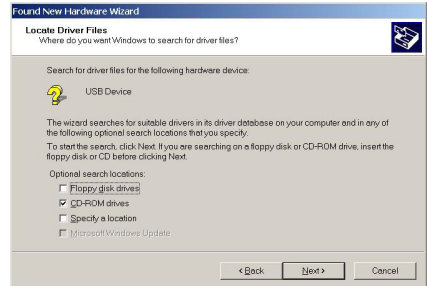 Found New Hardware Wizard
Locate Driver Files
Where do you want Windows to search for driver files?
Search for driver files for the following hardware device:
USB Device
The wizard searches for suitable drivers in its driver database on your computer and in any of
the following optional search locations that you specify.
To start the search, click Next. If you are searching on a floppy disk or CD-ROM drive, insert the
floppy disk or CD before clicking Next.
Optional search locations:
Floppy disk drives
CD-ROM drives
Specify a location
Microsoft Windows Update
< Back Next > Cancel